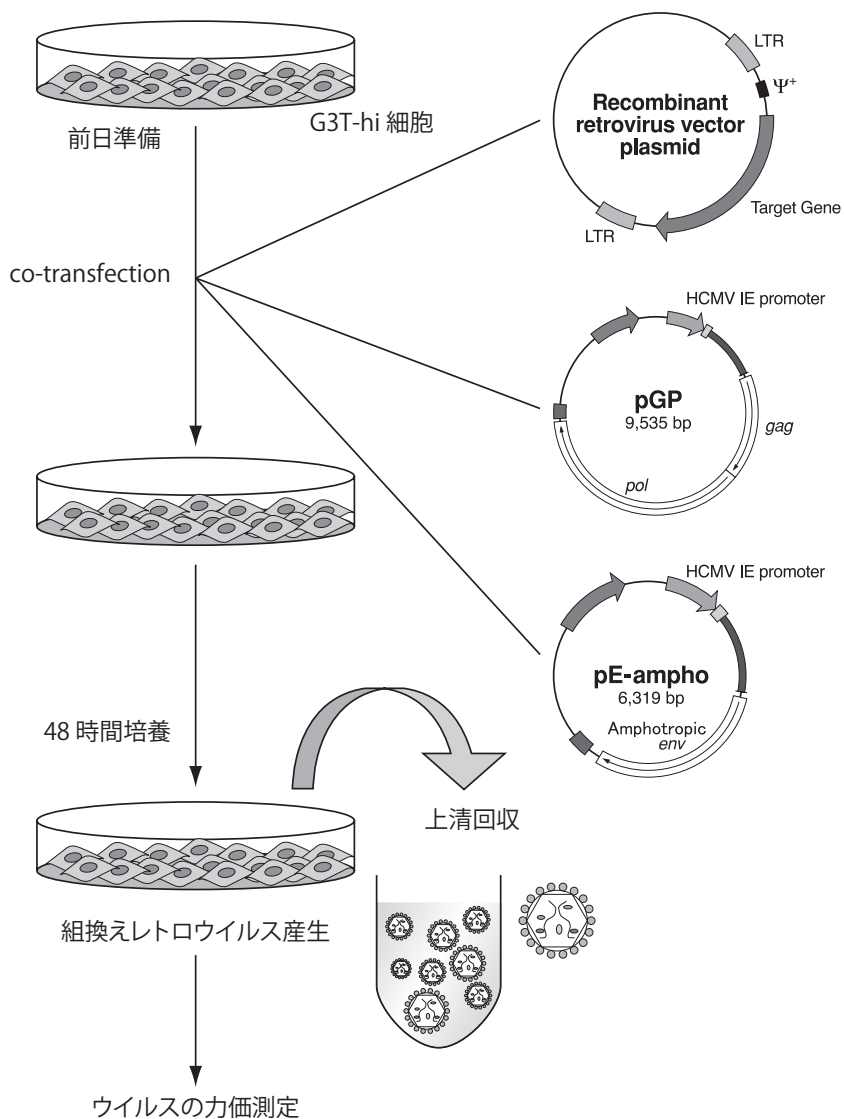 前日準備
G3T-hi 細胞
LTR
Ψ+
Recombinant
retrovirus vector
plasmid
Target Gene
LTR
co-transfection
HCMV IE promoter
pGP
9,535 bp
gag
pol
HCMV IE promoter
pE-ampho
6,319 bp
Amphotropic
env
48 時間培養
上清回収
組換えレトロウイルス産生
ウイルスの力価測定